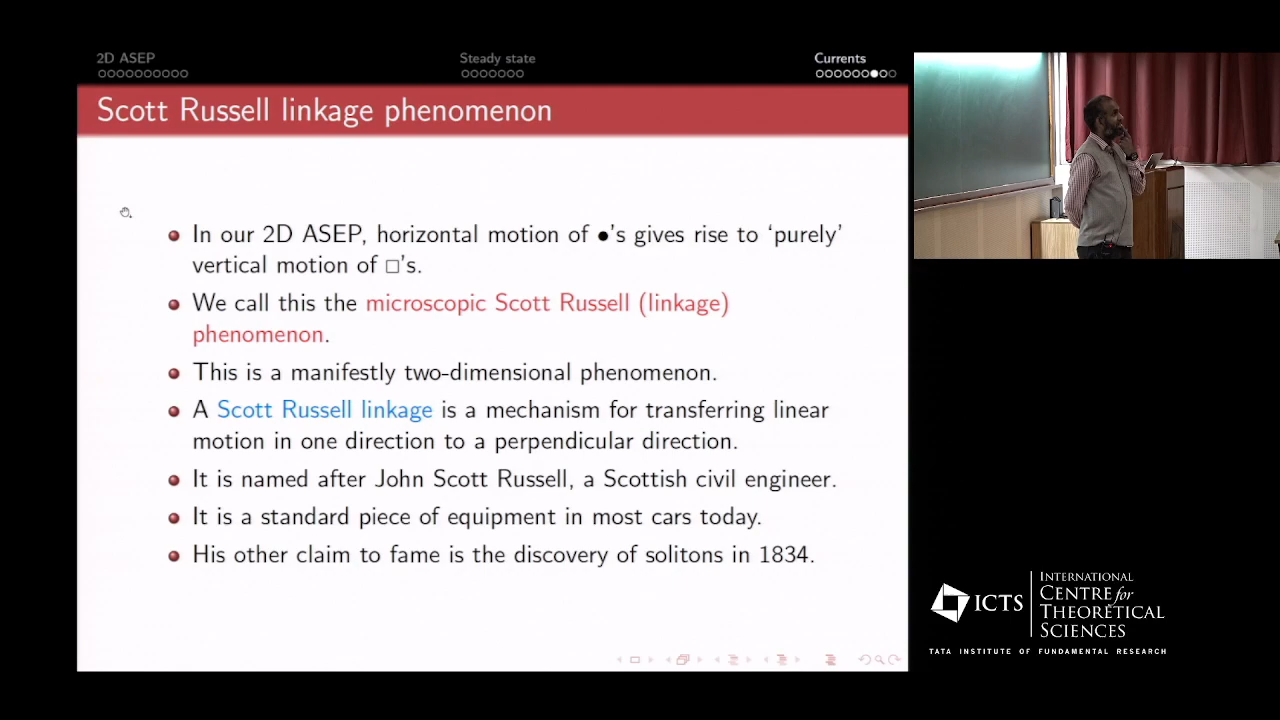 2D ASEP
Steady state
Currents
Scott Russell linkage phenomenon
In our 2D ASEP, horizontal motion of ●'s gives rise to ‘purely’
vertical motion of □'s.
We call this the microscopic Scott Russell (linkage)
phenomenon.
This is a manifestly two-dimensional phenomenon.
A Scott Russell linkage is a mechanism for transferring linear
motion in one direction to a perpendicular direction.
It is named after John Scott Russell, a Scottish civil engineer.
It is a standard piece of equipment in most cars today.
His other claim to fame is the discovery of solitons in 1834.
ICTS
INTERNATIONAL
CENTRE for
THEORETICAL
SCIENCES
TATA INSTITUTE OF FUNDAMENTAL RESEARCH